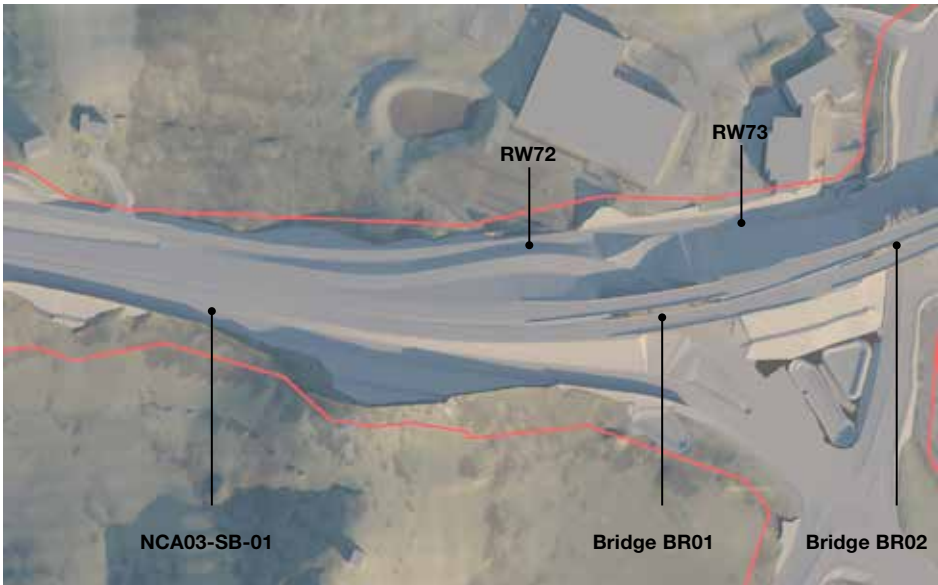 RW73
RW72
NCA03-SB-01
Bridge BR01
Bridge BR02